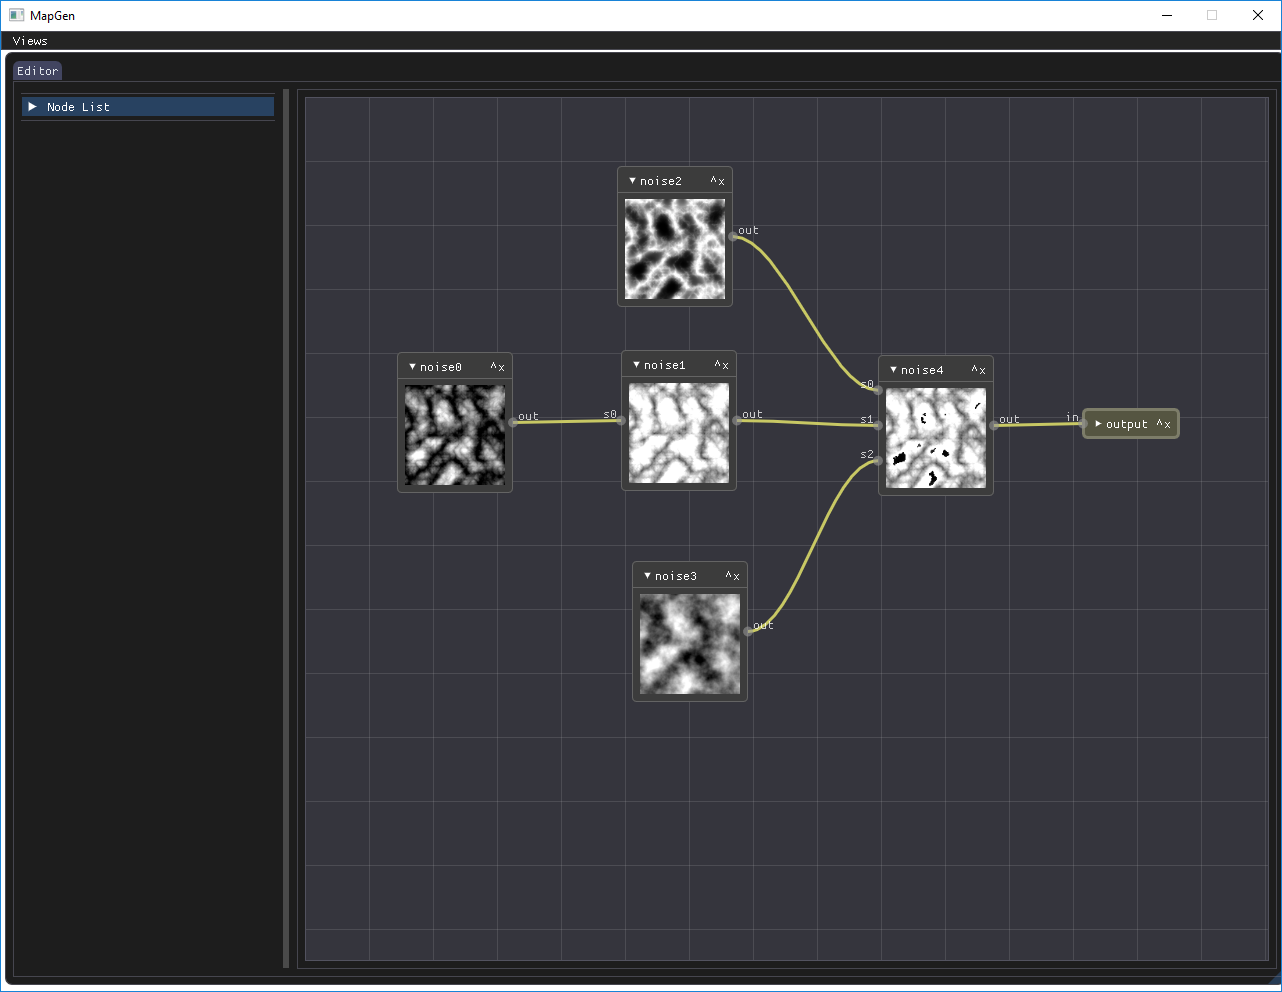 MapGen
Views
Editor
Node List
noise2 ^x
out
noise0 ^x
out
s0
noise1 ^x
out
s0
s1
s2
noise4 ^x
out
in
output ^x
noise3 ^x
out